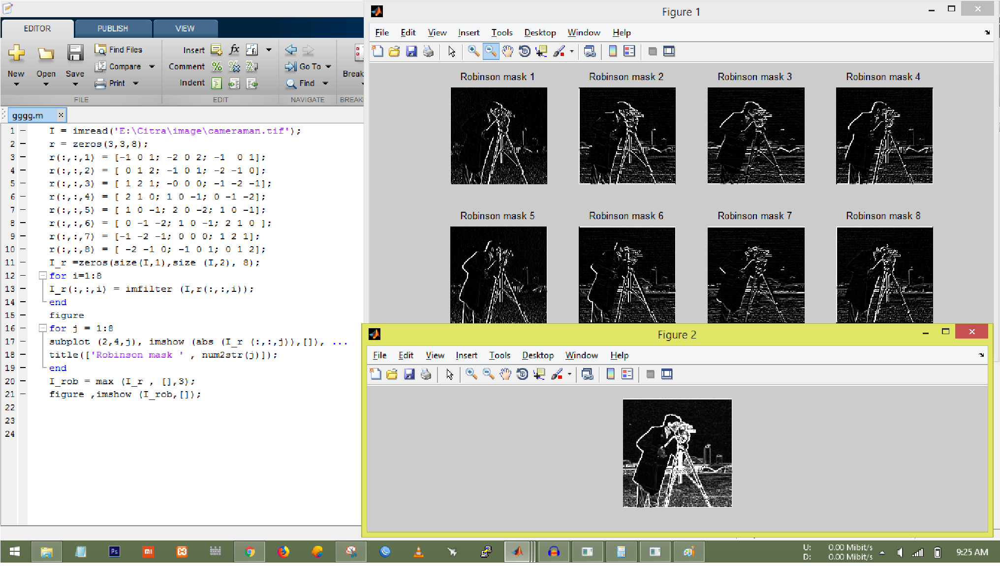 EDITOR PUBLISH VIEW
New Open Save Find Files Compare Print
FILE
Insert fx
Comment
Indent
EDIT
Go To
Find
NAVIGATE
Break
BREAK
gggg.m ×
1 – I = imread('E:\Citra\image\cameraman.tif');
2 – r = zeros(3,3,8);
3 – r(:,:,1) = [-1 0 1; -2 0 2; -1  0 1];
4 – r(:,:,2) = [ 0 1 2; -1 0 1; -2 -1 0];
5 – r(:,:,3) = [ 1 2 1; -0 0 0; -1 -2 -1];
6 – r(:,:,4) = [ 2 1 0; 1 0 -1; 0 -1 -2];
7 – r(:,:,5) = [ 1 0 -1; 2 0 -2; 1 0 -1];
8 – r(:,:,6) = [ 0 -1 -2; 1 0 -1; 2 1 0 ];
9 – r(:,:,7) = [-1 -2 -1; 0 0 0; 1 2 1];
10 – r(:,:,8) = [ -2 -1 0; -1 0 1; 0 1 2];
11 – I_r =zeros(size(I,1),size (I,2), 8);
12 – for i=1:8
13 – I_r(:,:,i) = imfilter (I,r(:,:,i));
14 – end
15 – figure
16 – for j = 1:8
17 – subplot (2,4,j), imshow (abs (I_r (:,:,j)),[]), ...
18 – title(['Robinson mask ' , num2str(j)]);
19 – end
20 – I_rob = max (I_r , [],3);
21 – figure ,imshow (I_rob,[]);
22
23
24
Figure 1
File Edit View Insert Tools Desktop Window Help
Robinson mask 1 Robinson mask 2 Robinson mask 3 Robinson mask 4
Robinson mask 5 Robinson mask 6 Robinson mask 7 Robinson mask 8
Figure 2
File Edit View Insert Tools Desktop Window Help
Ps mi
U: 0.00 Mibit/s
D: 0.00 Mibit/s
9:25 AM